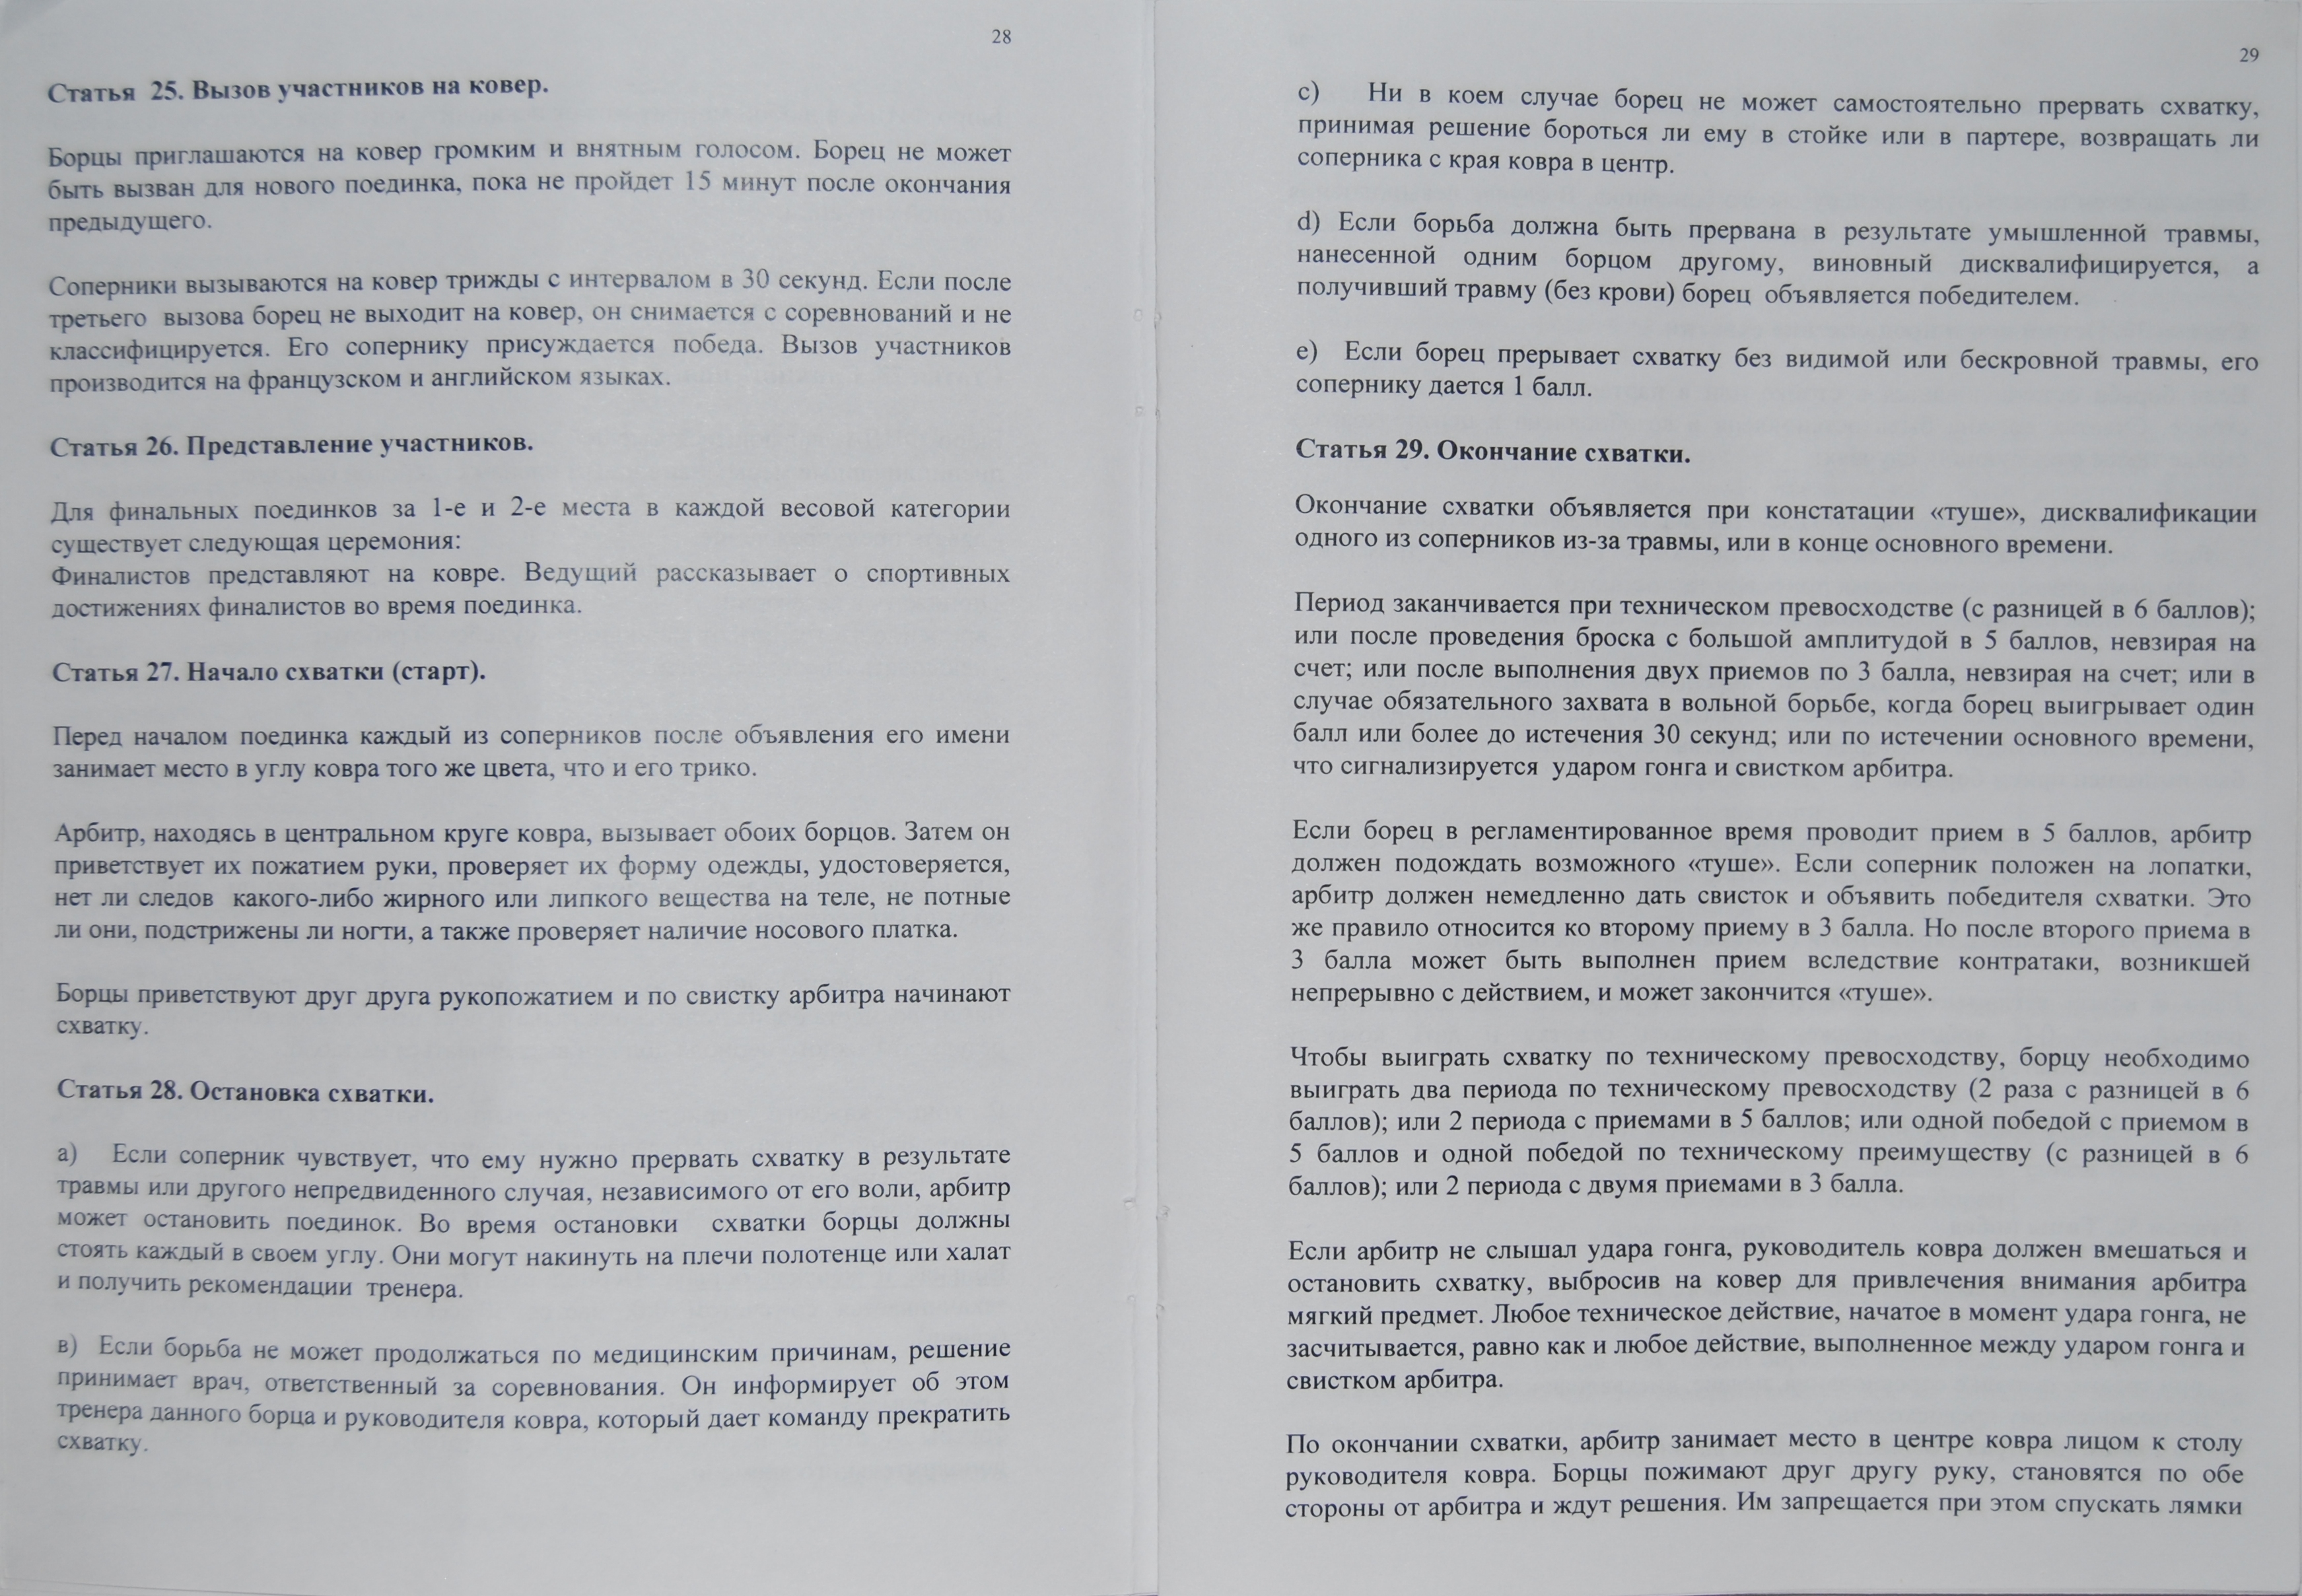 28
Статья 25. Вызов участников на ковер.
Борцы приглашаются на ковер громким и внятным голосом. Борец не может
быть вызван для нового поединка, пока не пройдет 15 минут после окончания
предыдущего.
Соперники вызываются на ковер трижды с интервалом в 30 секунд. Если после
третьего вызова борец не выходит на ковер, он снимается с соревнований и не
классифицируется. Его сопернику присуждается победа. Вызов участников
производится на французском и английском языках.
Статья 26. Представление участников.
Для финальных поединков за 1-е и 2-е места в каждой весовой категории
существует следующая церемония:
Финалистов представляют на ковре. Ведущий рассказывает о спортивных
достижениях финалистов во время поединка.
Статья 27. Начало схватки (старт).
Перед началом поединка каждый из соперников после объявления его имени
занимает место в углу ковра того же цвета, что и его трико.
Арбитр, находясь в центральном круге ковра, вызывает обоих борцов. Затем он
приветствует их пожатием руки, проверяет их форму одежды, удостоверяется,
нет ли следов какого-либо жирного или липкого вещества на теле, не потные
ли они, подстрижены ли ногти, а также проверяет наличие носового платка.
Борцы приветствуют друг друга рукопожатием и по свистку арбитра начинают
схватку.
Статья 28. Остановка схватки.
а) Если соперник чувствует, что ему нужно прервать схватку в результате
травмы или другого непредвиденного случая, независимого от его воли, арбитр
может остановить поединок. Во время остановки схватки борцы должны
стоять каждый в своем углу. Они могут накинуть на плечи полотенце или халат
и получить рекомендации тренера.
в) Если борьба не может продолжаться по медицинским причинам, решение
принимает врач, ответственный за соревнования. Он информирует об этом
тренера данного борца и руководителя ковра, который дает команду прекратить
схватку.
29
с) Ни в коем случае борец не может самостоятельно прервать схватку,
принимая решение бороться ли ему в стойке или в партере, возвращать ли
соперника с края ковра в центр.
d) Если борьба должна быть прервана в результате умышленной травмы,
нанесенной одним борцом другому, виновный дисквалифицируется, а
получивший травму (без крови) борец объявляется победителем.
е) Если борец прерывает схватку без видимой или бескровной травмы, его
сопернику дается 1 балл.
Статья 29. Окончание схватки.
Окончание схватки объявляется при констатации «туше», дисквалификации
одного из соперников из-за травмы, или в конце основного времени.
Период заканчивается при техническом превосходстве (с разницей в 6 баллов);
или после проведения броска с большой амплитудой в 5 баллов, невзирая на
счет; или после выполнения двух приемов по 3 балла, невзирая на счет; или в
случае обязательного захвата в вольной борьбе, когда борец выигрывает один
балл или более до истечения 30 секунд; или по истечении основного времени,
что сигнализируется ударом гонга и свистком арбитра.
Если борец в регламентированное время проводит прием в 5 баллов, арбитр
должен подождать возможного «туше». Если соперник положен на лопатки,
арбитр должен немедленно дать свисток и объявить победителя схватки. Это
же правило относится ко второму приему в 3 балла. Но после второго приема в
3 балла может быть выполнен прием вследствие контратаки, возникшей
непрерывно с действием, и может закончится «туше».
Чтобы выиграть схватку по техническому превосходству, борцу необходимо
выиграть два периода по техническому превосходству (2 раза с разницей в 6
баллов); или 2 периода с приемами в 5 баллов; или одной победой с приемом в
5 баллов и одной победой по техническому преимуществу (с разницей в 6
баллов); или 2 периода с двумя приемами в 3 балла.
Если арбитр не слышал удара гонга, руководитель ковра должен вмешаться и
остановить схватку, выбросив на ковер для привлечения внимания арбитра
мягкий предмет. Любое техническое действие, начатое в момент удара гонга, не
засчитывается, равно как и любое действие, выполненное между ударом гонга и
свистком арбитра.
По окончании схватки, арбитр занимает место в центре ковра лицом к столу
руководителя ковра. Борцы пожимают друг другу руку, становятся по обе
стороны от арбитра и ждут решения. Им запрещается при этом спускать лямки